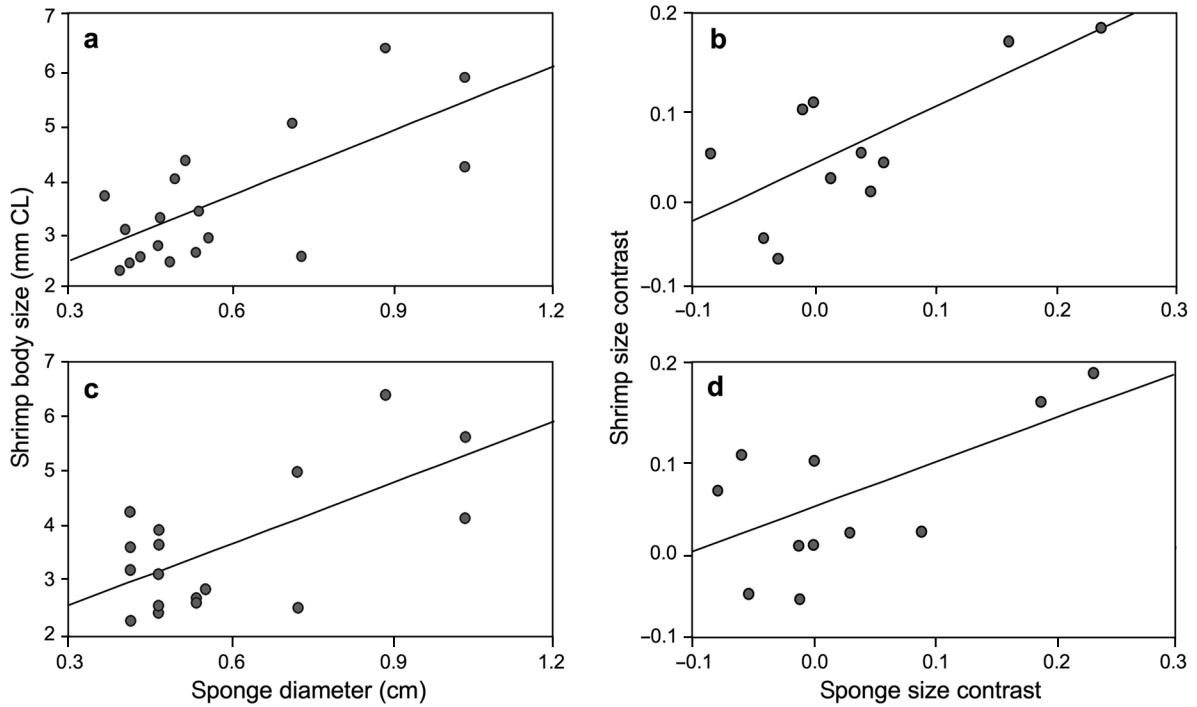 Shrimp body size (mm CL)
a
7
6
5
4
3
2
0.3 0.6 0.9 1.2
Shrimp size contrast
b
0.2
0.1
0.0
–0.1
–0.1 0.0 0.1 0.2 0.3
c
7
6
5
4
3
2
0.3 0.6 0.9 1.2
Sponge diameter (cm)
d
0.2
0.1
0.0
–0.1
–0.1 0.0 0.1 0.2 0.3
Sponge size contrast